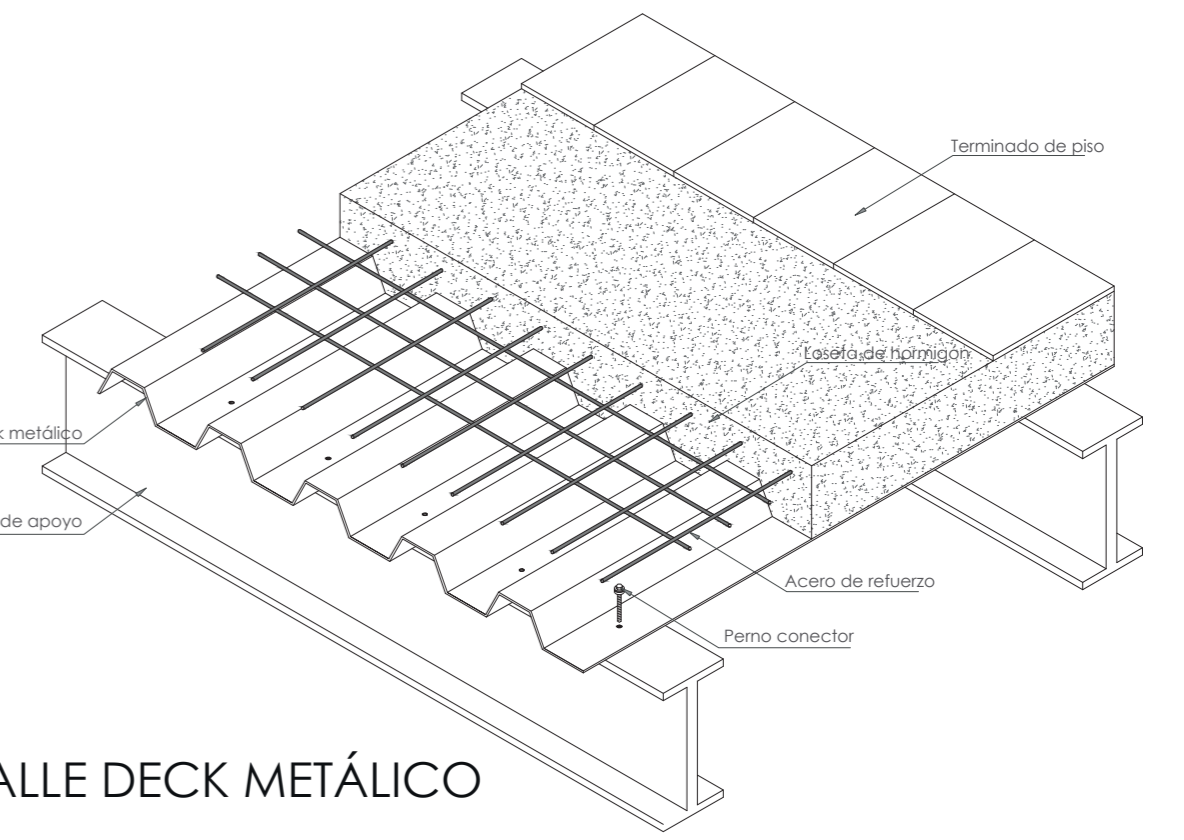 Terminado de piso
Loseta de hormigón
k metálico
de apoyo
Acero de refuerzo
Perno conector
ALLE DECK METÁLICO